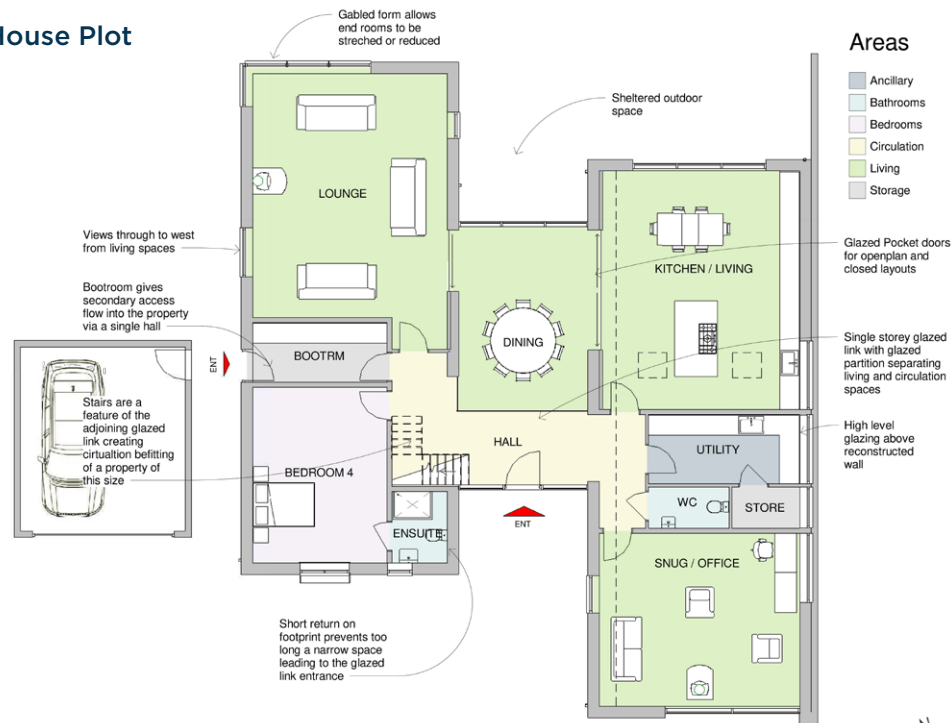 House Plot
Gabled form allows
end rooms to be
streched or reduced
Areas
Ancillary
Bathrooms
Bedrooms
Circulation
Living
Storage
Sheltered outdoor
space
LOUNGE
Views through to west
from living spaces
KITCHEN / LIVING
Glazed Pocket doors
for openplan and
closed layouts
Bootroom gives
secondary access
flow into the property
via a single hall
ENT
BOOTRM
DINING
Single storey glazed
link with glazed
partition separating
living and circulation
spaces
Stairs are a
feature of the
adjoining glazed
link creating
cirtualtion befitting
of a property of
this size
HALL
High level
glazing above
reconstructed
wall
UTILITY
BEDROOM 4
WC
STORE
ENT
ENSUITE
SNUG / OFFICE
Short return on
footprint prevents too
long a narrow space
leading to the glazed
link entrance